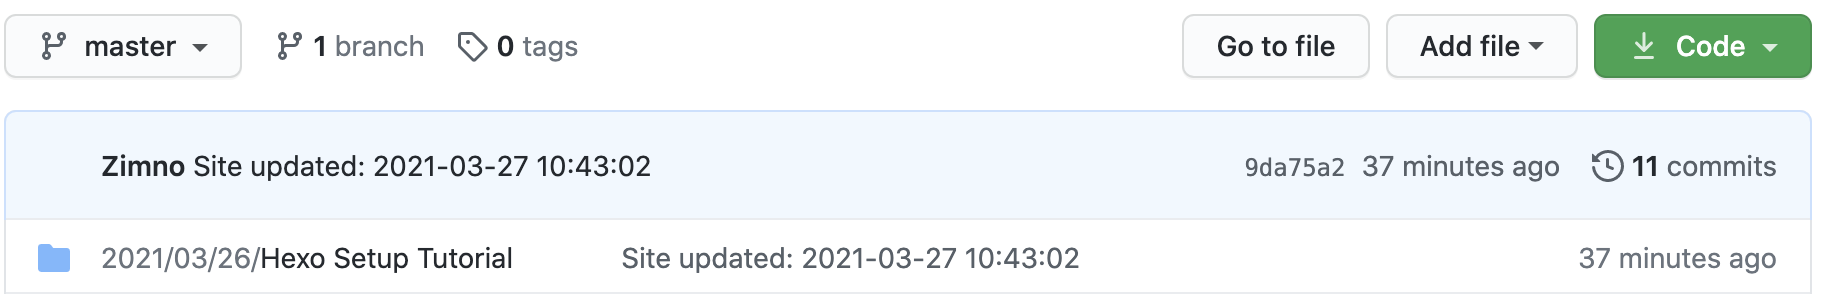 master 1 branch 0 tags Go to file Add file Code
Zimno Site updated: 2021-03-27 10:43:02 9da75a2 37 minutes ago 11 commits
2021/03/26/Hexo Setup Tutorial Site updated: 2021-03-27 10:43:02 37 minutes ago